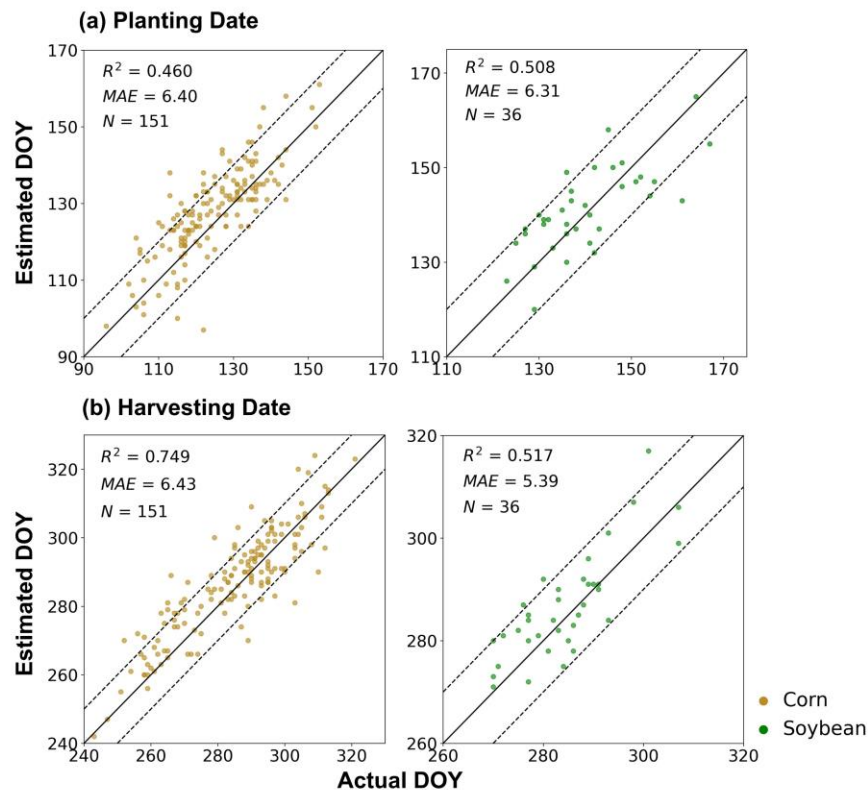 (a) Planting Date
R² = 0.460
MAE = 6.40
N = 151
170
150
130
110
90
90 110 130 150 170
R² = 0.508
MAE = 6.31
N = 36
170
150
130
110
110 130 150 170
Estimated DOY
(b) Harvesting Date
R² = 0.749
MAE = 6.43
N = 151
320
300
280
260
240
240 260 280 300 320
R² = 0.517
MAE = 5.39
N = 36
320
300
280
260
260 280 300 320
Estimated DOY
Actual DOY
Corn
Soybean